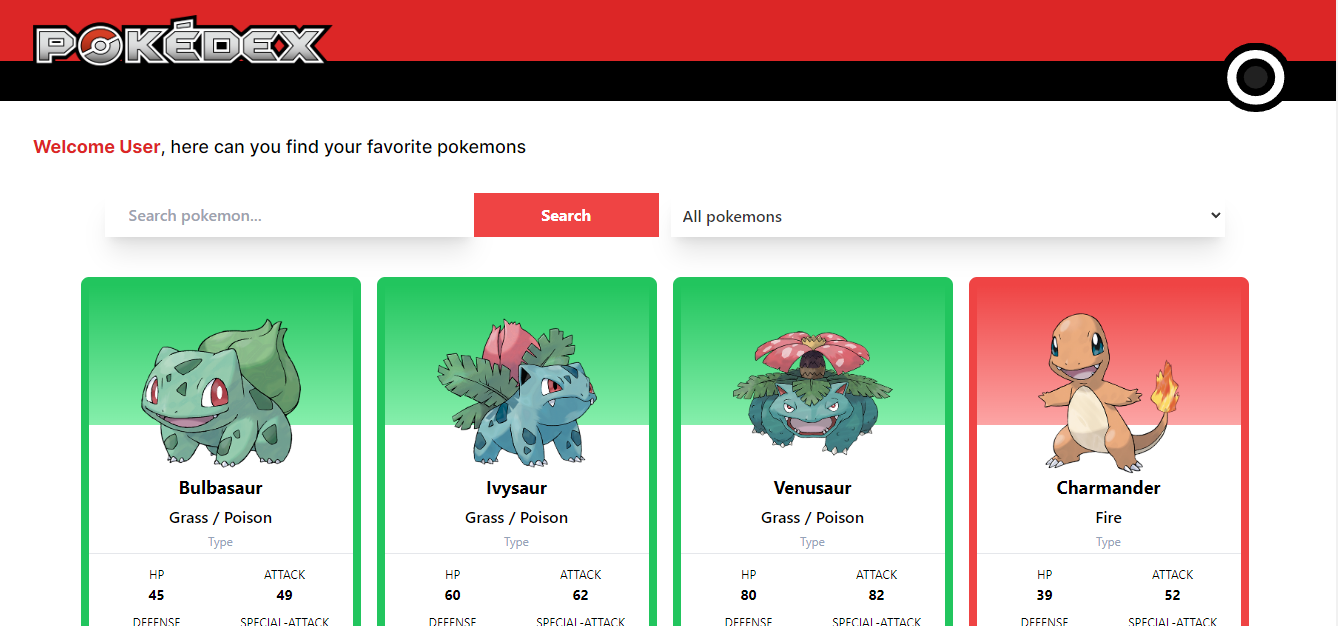 POKÉDEX
Welcome User, here can you find your favorite pokemons
Search pokemon... Search All pokemons
Bulbasaur Ivysaur Venusaur Charmander
Grass / Poison Grass / Poison Grass / Poison Fire
Type Type Type Type
HP ATTACK HP ATTACK HP ATTACK HP ATTACK
45 49 60 62 80 82 39 52
DEFENSE SPECIAL-ATTACK DEFENSE SPECIAL-ATTACK DEFENSE SPECIAL-ATTACK DEFENSE SPECIAL-ATTACK